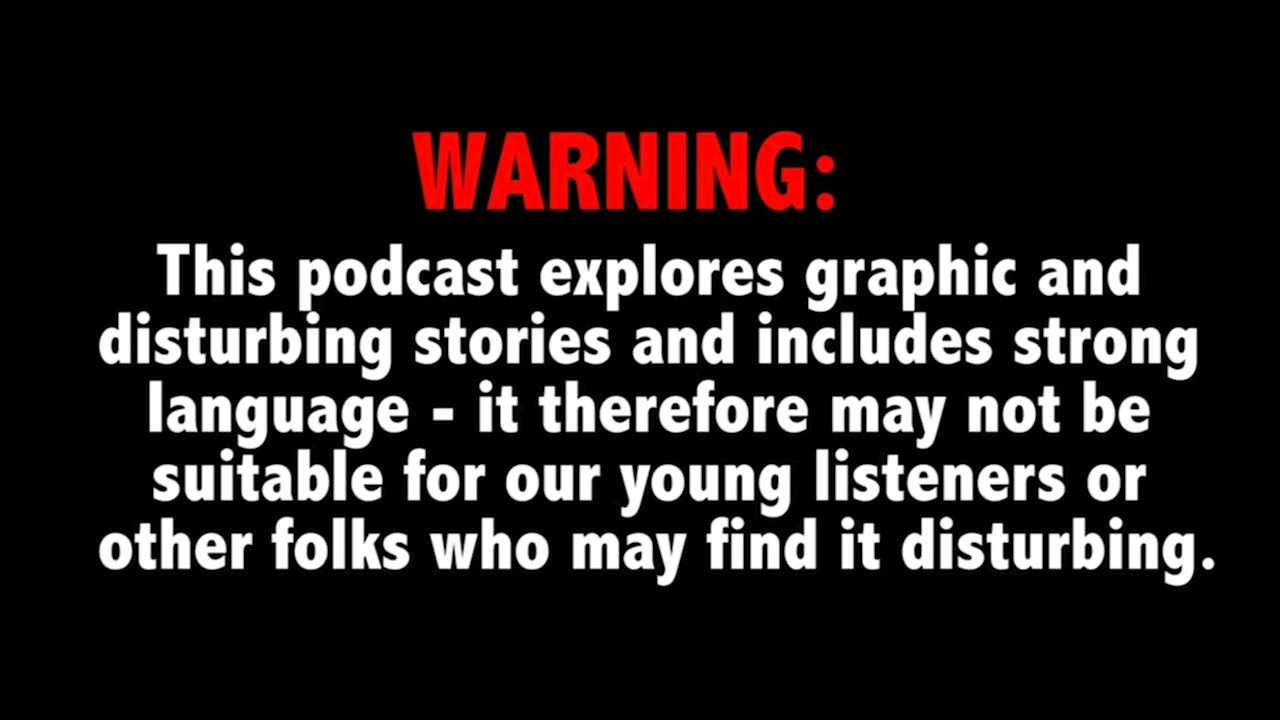 WARNING:
This podcast explores graphic and
disturbing stories and includes strong
language - it therefore may not be
suitable for our young listeners or
other folks who may find it disturbing.